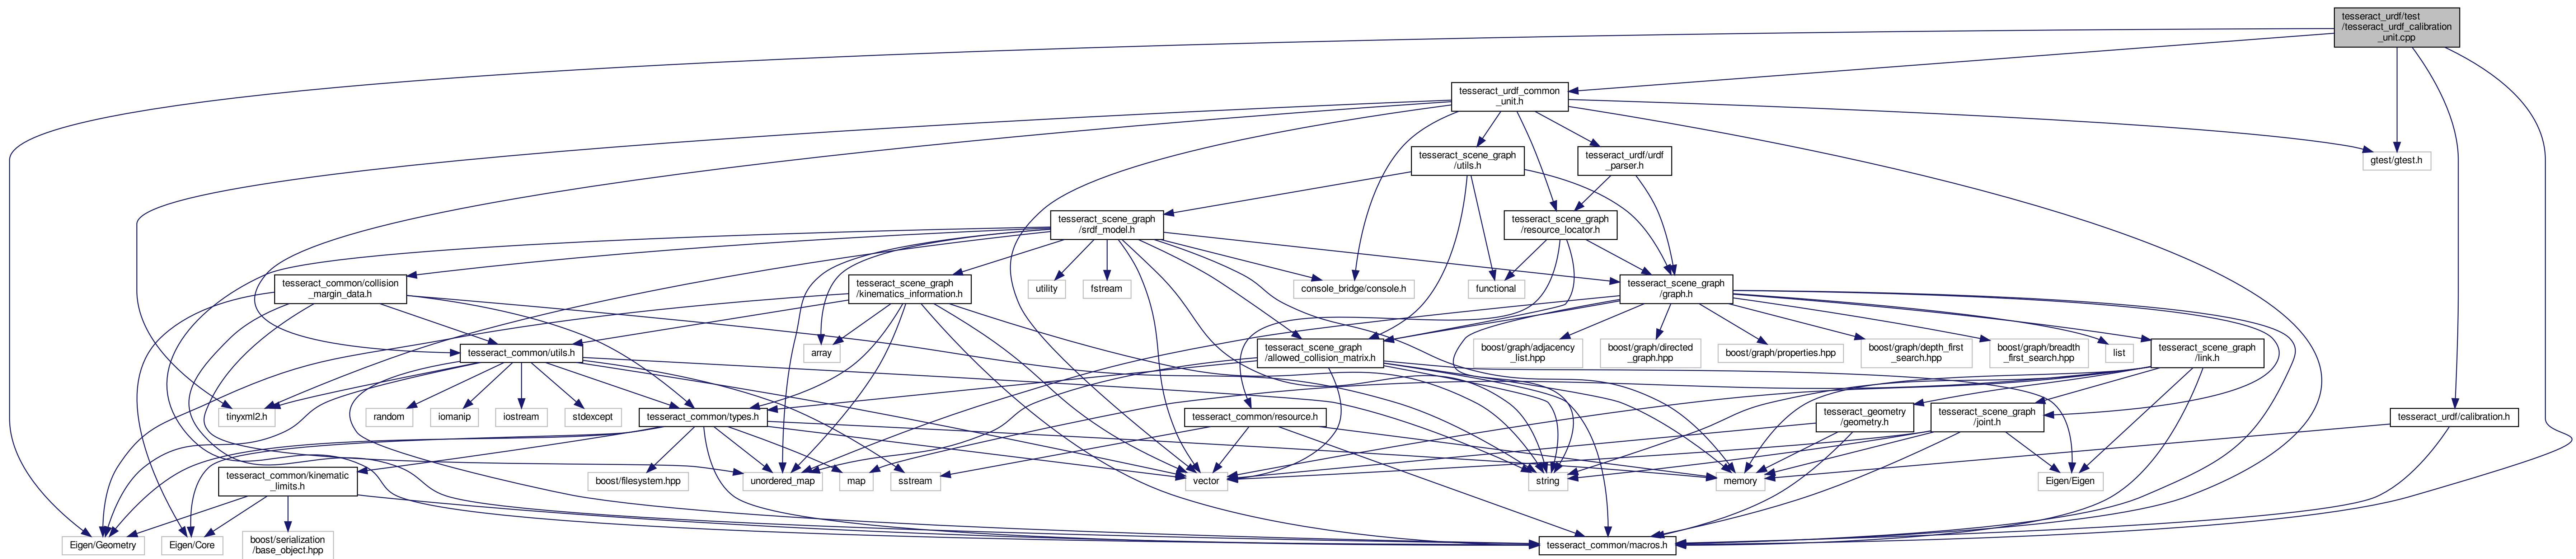 tesseract_urdf/test
/tesseract_urdf_calibration
_unit.cpp
tesseract_urdf_common
_unit.h
tesseract_scene_graph
/utils.h
tesseract_urdf/urdf
_parser.h
gtest/gtest.h
tesseract_scene_graph
/srdf_model.h
tesseract_scene_graph
/resource_locator.h
tesseract_common/collision
_margin_data.h
tesseract_scene_graph
/kinematics_information.h
utility
fstream
console_bridge/console.h
functional
tesseract_scene_graph
/graph.h
tesseract_common/utils.h
array
tesseract_scene_graph
/allowed_collision_matrix.h
boost/graph/adjacency
_list.hpp
boost/graph/directed
_graph.hpp
boost/graph/properties.hpp
boost/graph/depth_first
_search.hpp
boost/graph/breadth
_first_search.hpp
list
tesseract_scene_graph
/link.h
tinyxml2.h
random
iomanip
iostream
stdexcept
tesseract_common/types.h
tesseract_common/resource.h
tesseract_geometry
/geometry.h
tesseract_scene_graph
/joint.h
tesseract_urdf/calibration.h
tesseract_common/kinematic
_limits.h
boost/filesystem.hpp
unordered_map
map
sstream
vector
string
memory
Eigen/Eigen
Eigen/Geometry
Eigen/Core
boost/serialization
/base_object.hpp
tesseract_common/macros.h